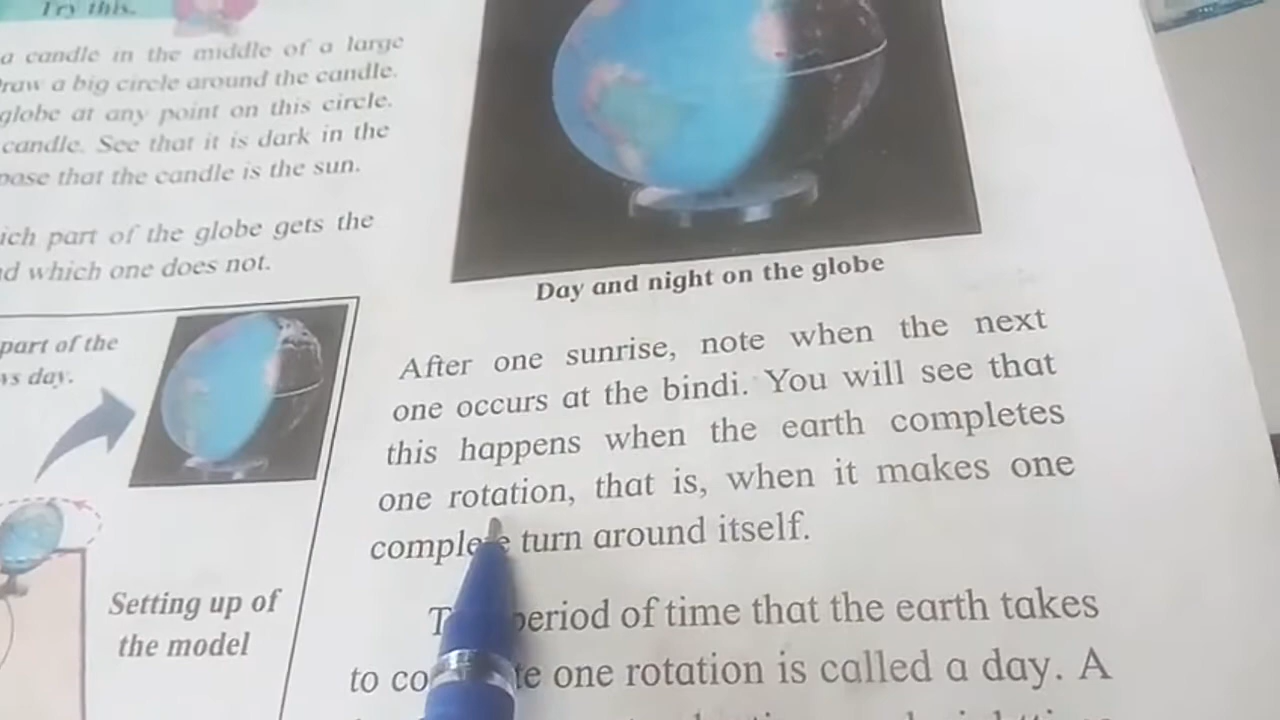 Try this.
a candle in the middle of a large
raw a big circle around the candle.
globe at any point on this circle.
candle. See that it is dark in the
pose that the candle is the sun.
ich part of the globe gets the
d which one does not.
part of the
ws day.
Setting up of
the model
Day and night on the globe
After one sunrise, note when the next
one occurs at the bindi. You will see that
this happens when the earth completes
one rotation, that is, when it makes one
complete turn around itself.
period of time that the earth takes
to co te one rotation is called a day. A